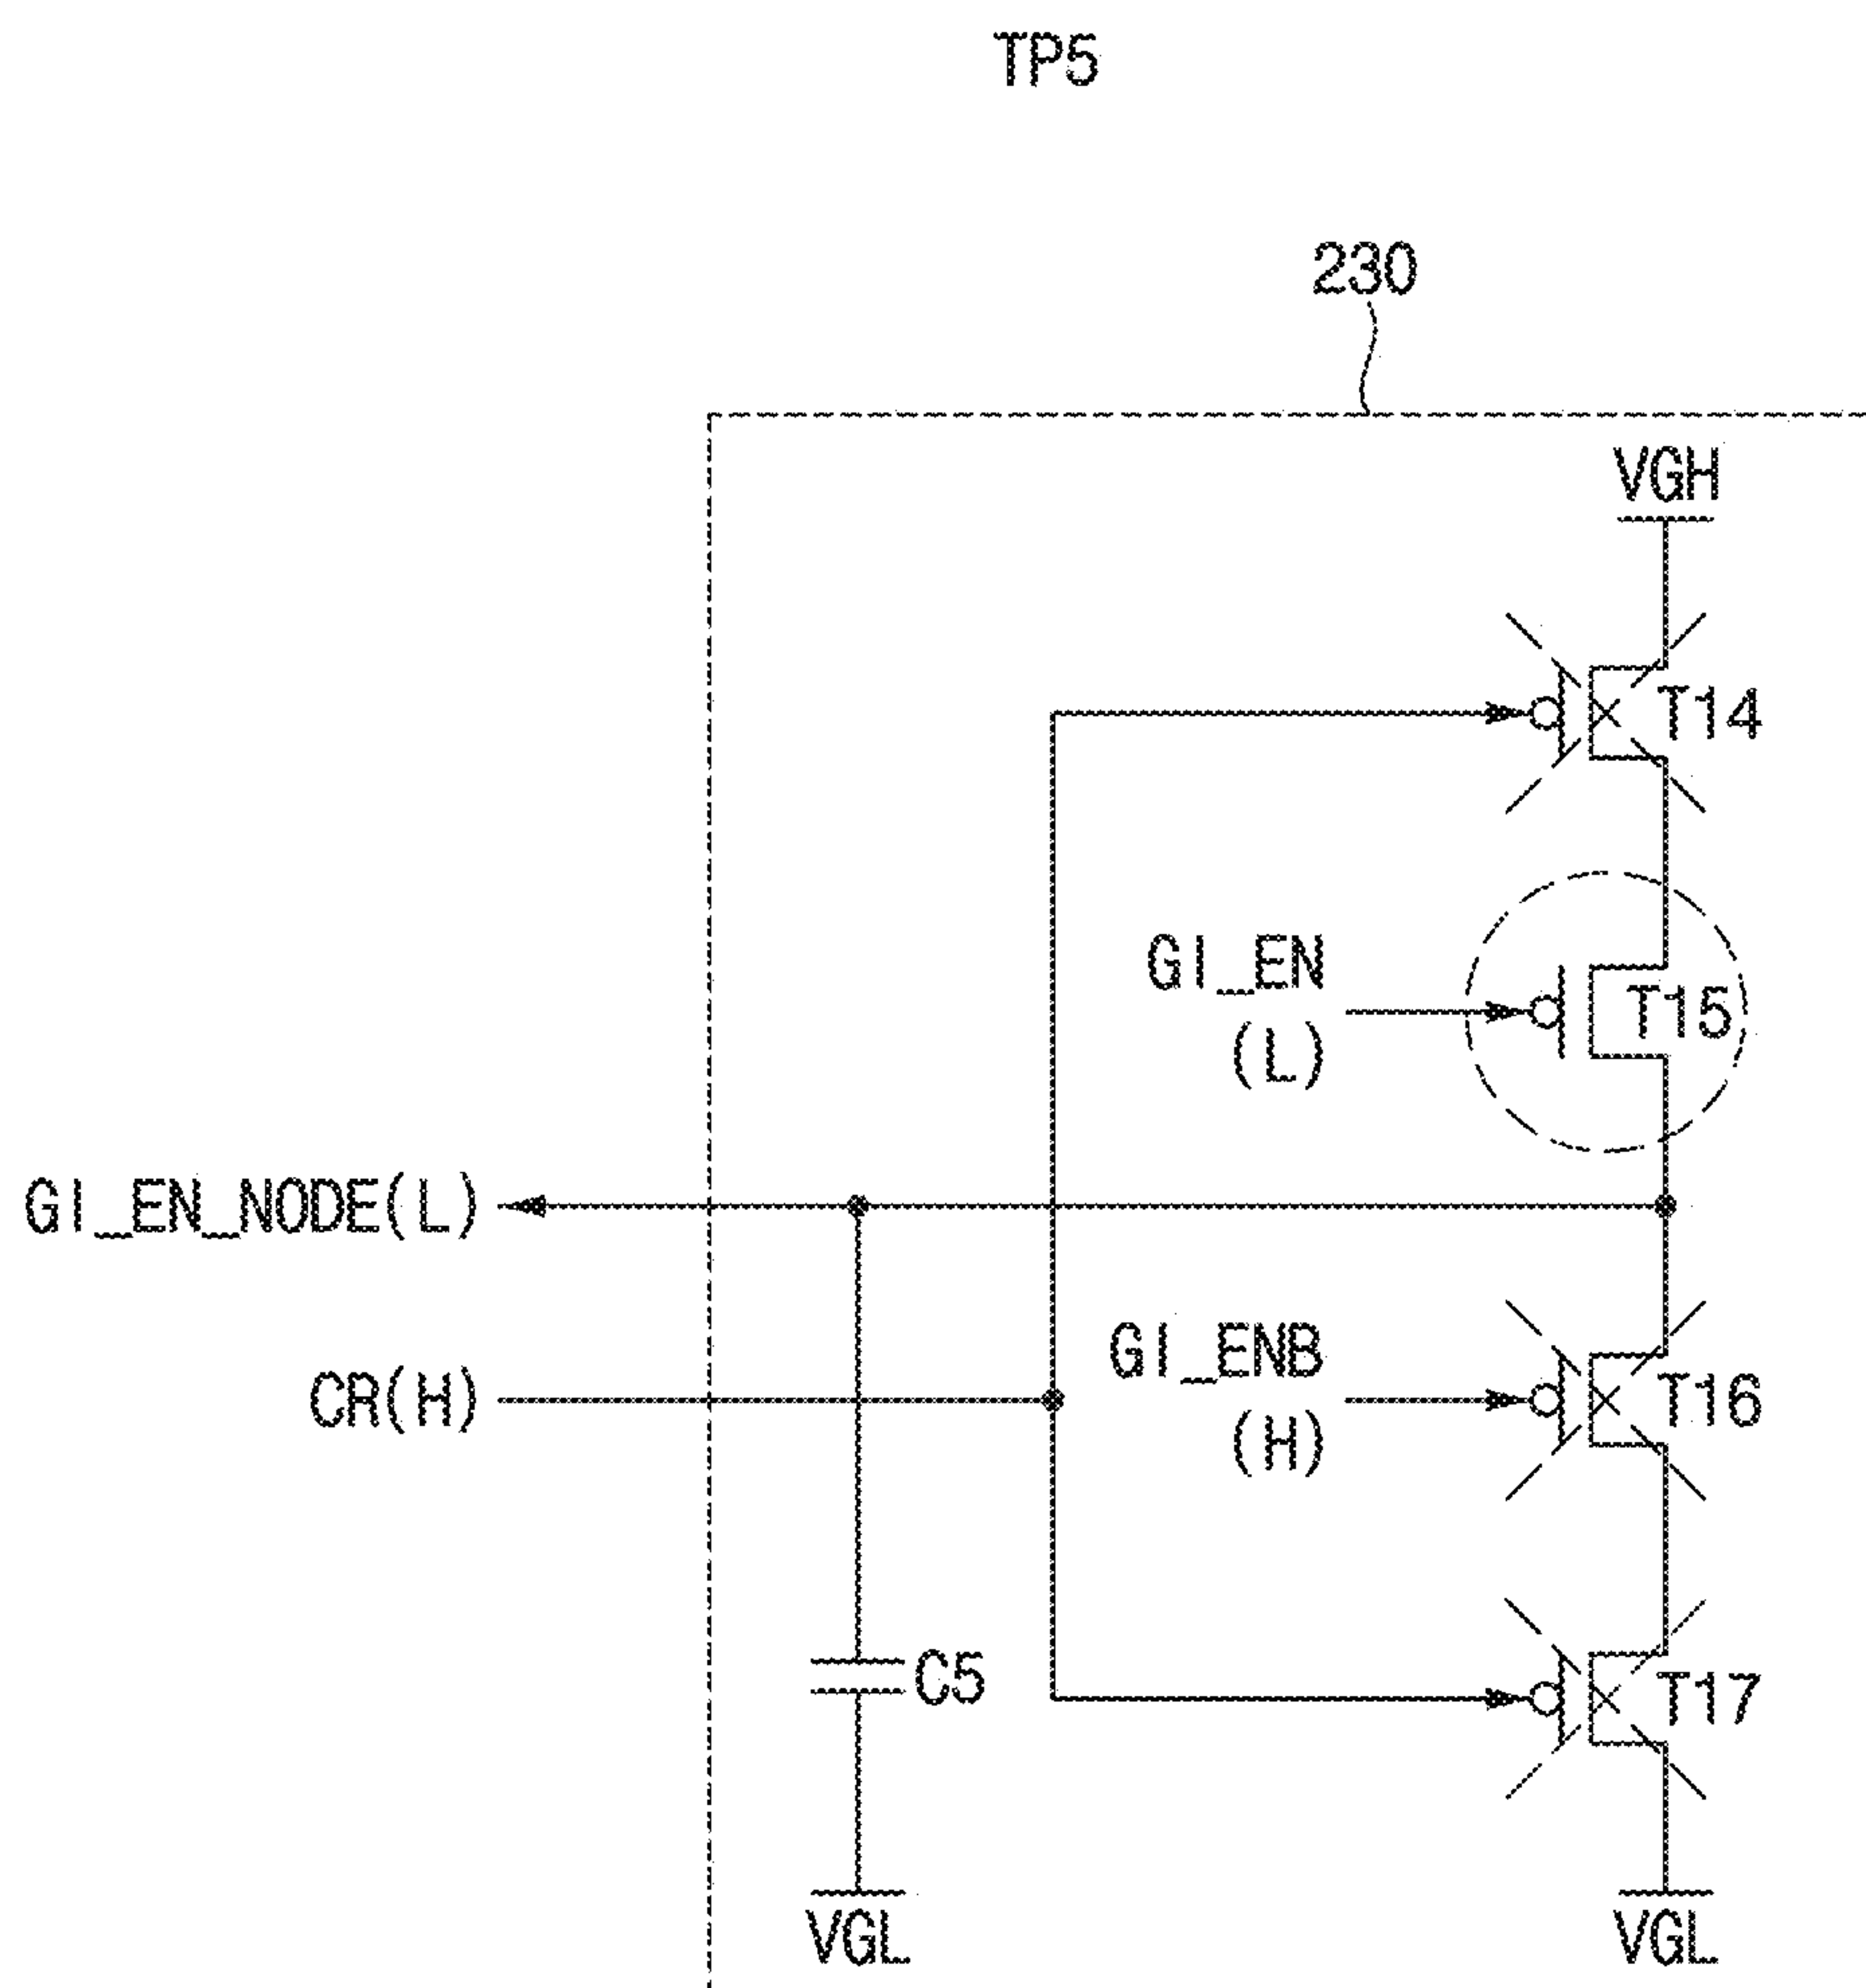 TP5
230
VGH
T14
GI_EN
(L)
T15
GI_EN_NODE(L)
GI_ENB
(H)
T16
CR(H)
C5
T17
VGL
VGL